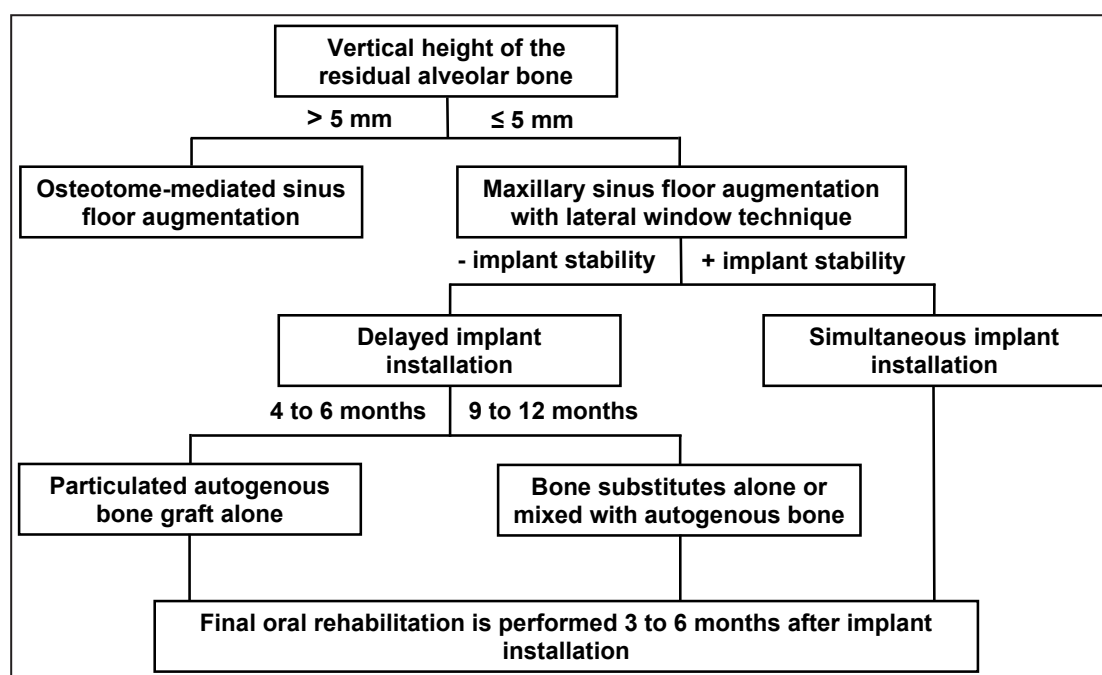 Vertical height of the
residual alveolar bone
> 5 mm
≤ 5 mm
Osteotome-mediated sinus
floor augmentation
Maxillary sinus floor augmentation
with lateral window technique
- implant stability
+ implant stability
Delayed implant
installation
Simultaneous implant
installation
4 to 6 months
9 to 12 months
Particulated autogenous
bone graft alone
Bone substitutes alone or
mixed with autogenous bone
Final oral rehabilitation is performed 3 to 6 months after implant
installation